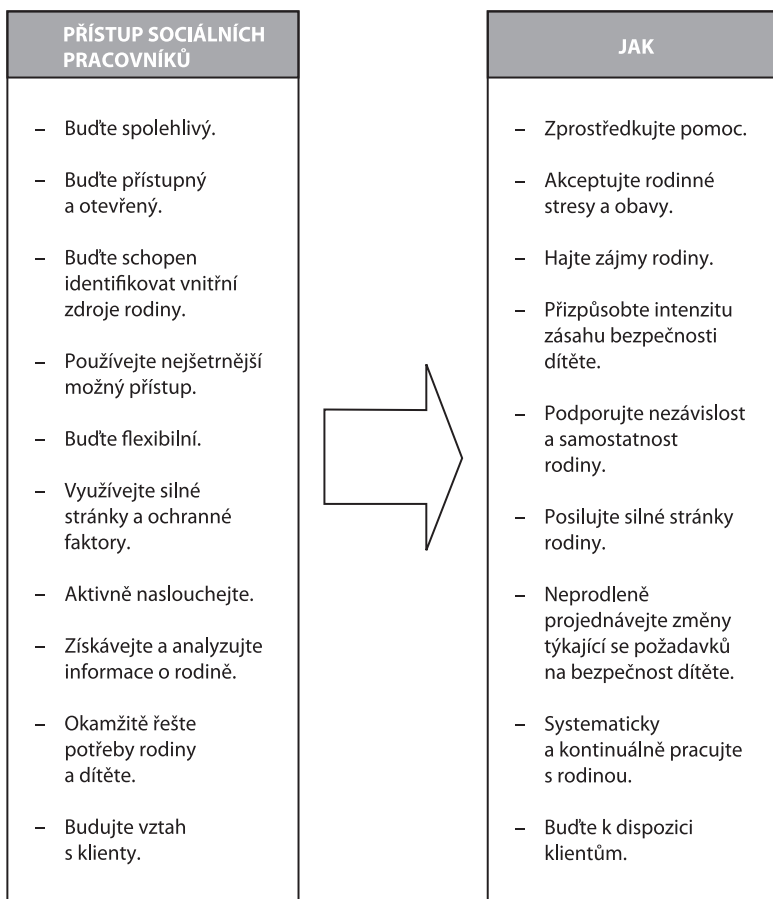 PŘÍSTUP SOCIÁLNÍCH
PRACOVNÍKŮ
– Buďte spolehlivý.
– Buďte přístupný
a otevřený.
– Buďte schopen
identifikovat vnitřní
zdroje rodiny.
– Používejte nejšetrnější
možný přístup.
– Buďte flexibilní.
– Využívejte silné
stránky a ochranné
faktory.
– Aktivně naslouchejte.
– Získávejte a analyzujte
informace o rodině.
– Okamžitě řešte
potřeby rodiny
a dítěte.
– Budujte vztah
s klienty.
JAK
– Zprostředkujte pomoc.
– Akceptujte rodinné
stresy a obavy.
– Hajte zájmy rodiny.
– Přizpůsobte intenzitu
zásahu bezpečnosti
dítěte.
– Podporujte nezávislost
a samostatnost
rodiny.
– Posilujte silné stránky
rodiny.
– Neprodleně
projednávejte změny
týkající se požadavků
na bezpečnost dítěte.
– Systematicky
a kontinuálně pracujte
s rodinou.
– Buďte k dispozici
klientům.